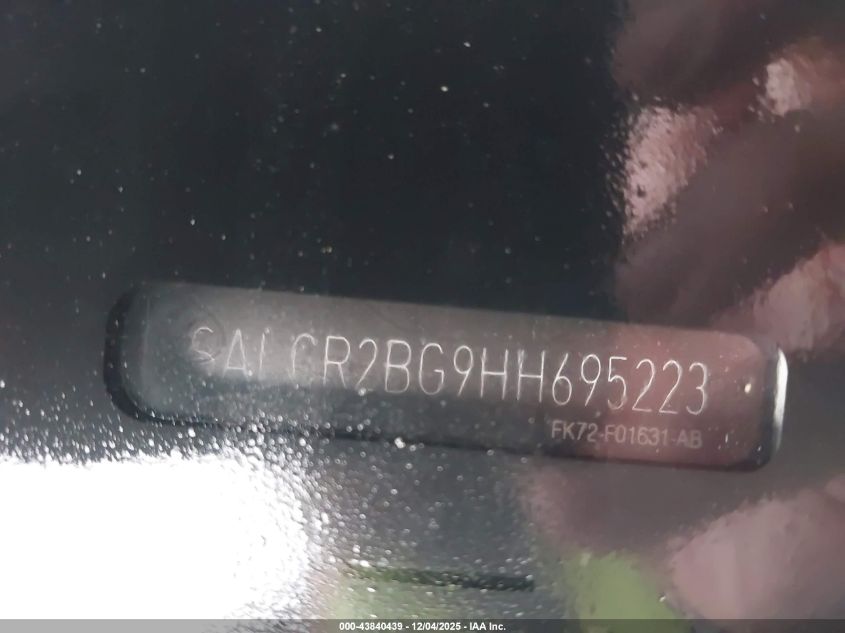 SALCR2BG9HH695223
FK72-F01631-AB
000-43840439 - 12/04/2025 - IAA Inc.